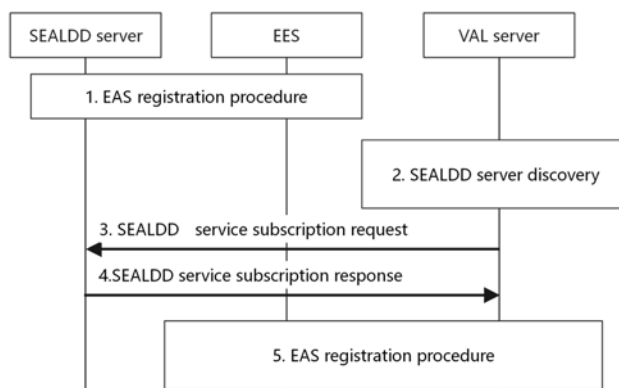 SEALDD server
EES
VAL server
1. EAS registration procedure
2. SEALDD server discovery
3. SEALDD service subscription request
4.SEALDD service subscription response
5. EAS registration procedure